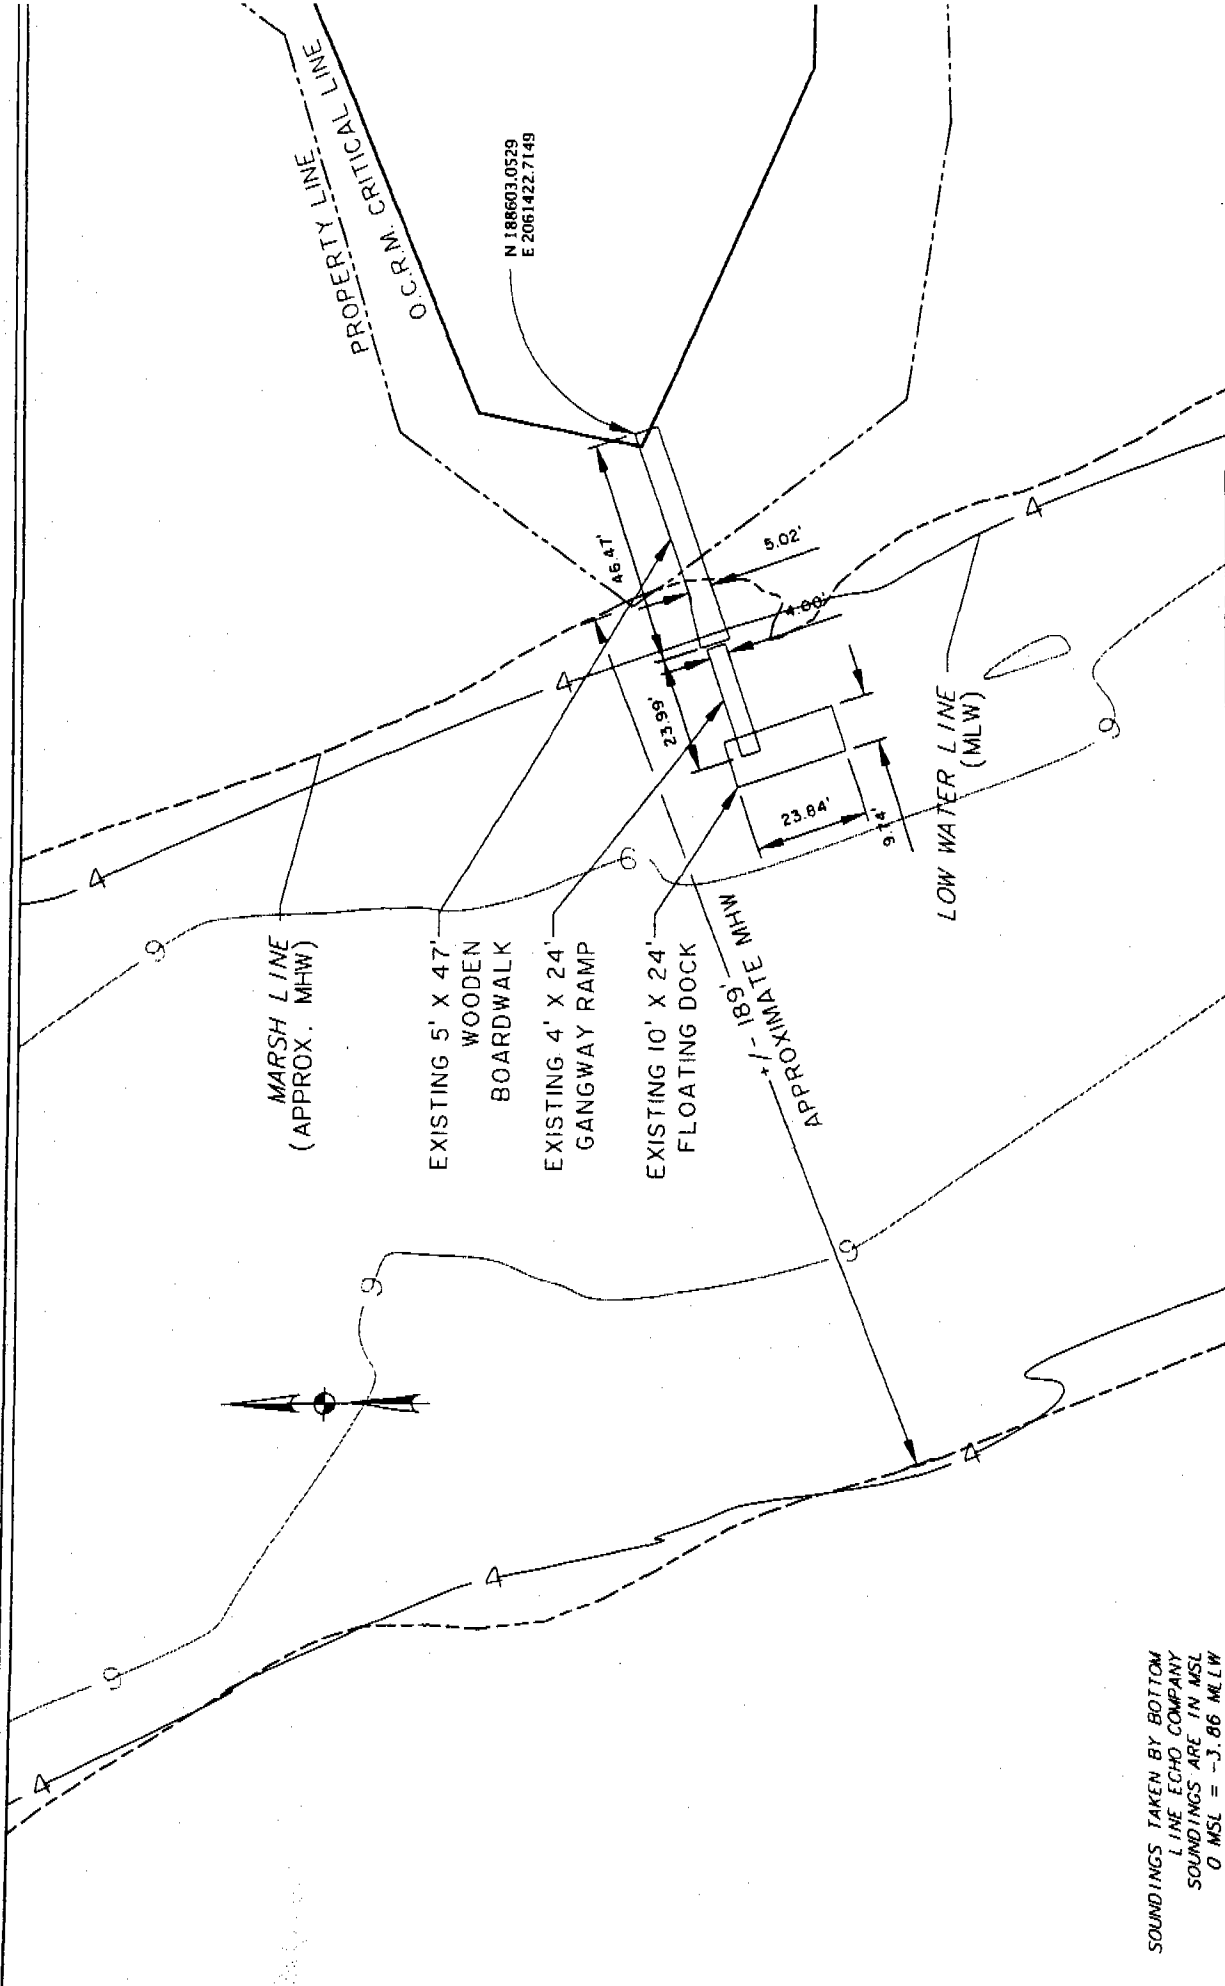 PROPERTY LINE
O.C.R.M. CRITICAL LINE
N 188603.0529
E 2061422.7149
46.47'
5.02'
4.00'
23.99'
23.84'
9.74'
4
4
4
4
4
4
9
9
9
9
9
9
LOW WATER LINE
(MLW)
MARSH LINE
(APPROX. MHW)
EXISTING 5' X 47'
WOODEN
BOARDWALK
EXISTING 4' X 24'
GANGWAY RAMP
EXISTING 10' X 24'
FLOATING DOCK
+/- 189'
APPROXIMATE MHW
SOUNDINGS TAKEN BY BOTTOM
LINE ECHO COMPANY
SOUNDINGS ARE IN MSL
0 MSL = -3.86 MLLW